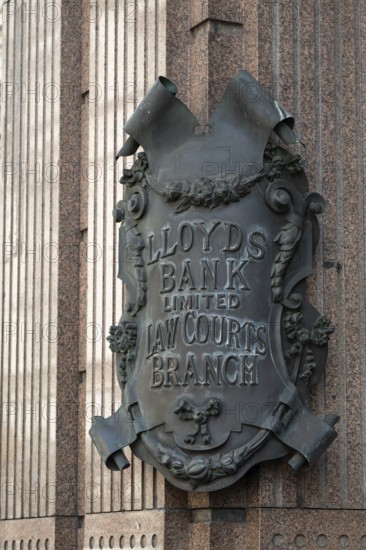 LLOYDS
BANK
LIMITED
LAW COURTS
BRANCH